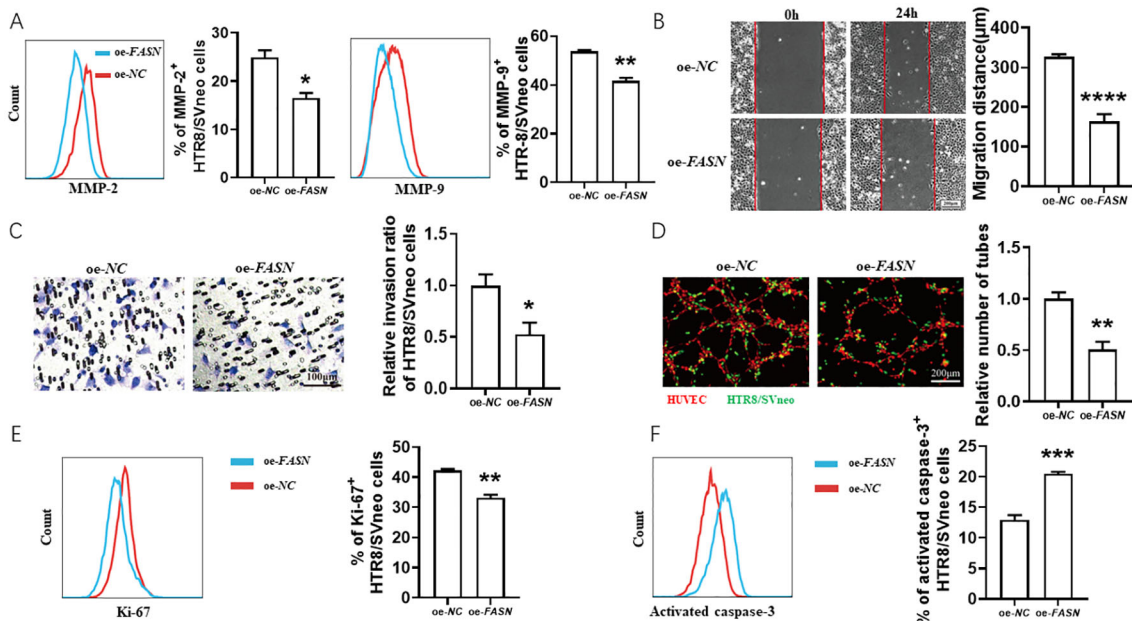 A
oe-FASN
oe-NC
Count
MMP-2
% of MMP-2+
HTR8/SVneo cells
30
20
10
0
*
oe-NC oe-FASN
MMP-9
% of MMP-9+
HTR-8/SVneo cells
60
40
20
0
**
oe-NC oe-FASN
B
0h 24h
oe-NC
oe-FASN
Migration distance(μm)
400
300
200
100
0
****
oe-NC oe-FASN
C
oe-NC oe-FASN
100μm
Relative invasion ratio
of HTR8/SVneo cells
1.5
1.0
0.5
0.0
*
oe-NC oe-FASN
D
oe-NC oe-FASN
200μm
HUVEC HTR8/SVneo
Relative number of tubes
1.5
1.0
0.5
0.0
**
oe-NC oe-FASN
E
oe-FASN
oe-NC
Count
Ki-67
% of Ki-67+
HTR8/SVneo cells
50
40
30
20
10
0
**
oe-NC oe-FASN
F
oe-FASN
oe-NC
Count
Activated caspase-3
% of activated caspase-3+
HTR8/SVneo cells
25
20
15
10
5
0
***
oe-NC oe-FASN